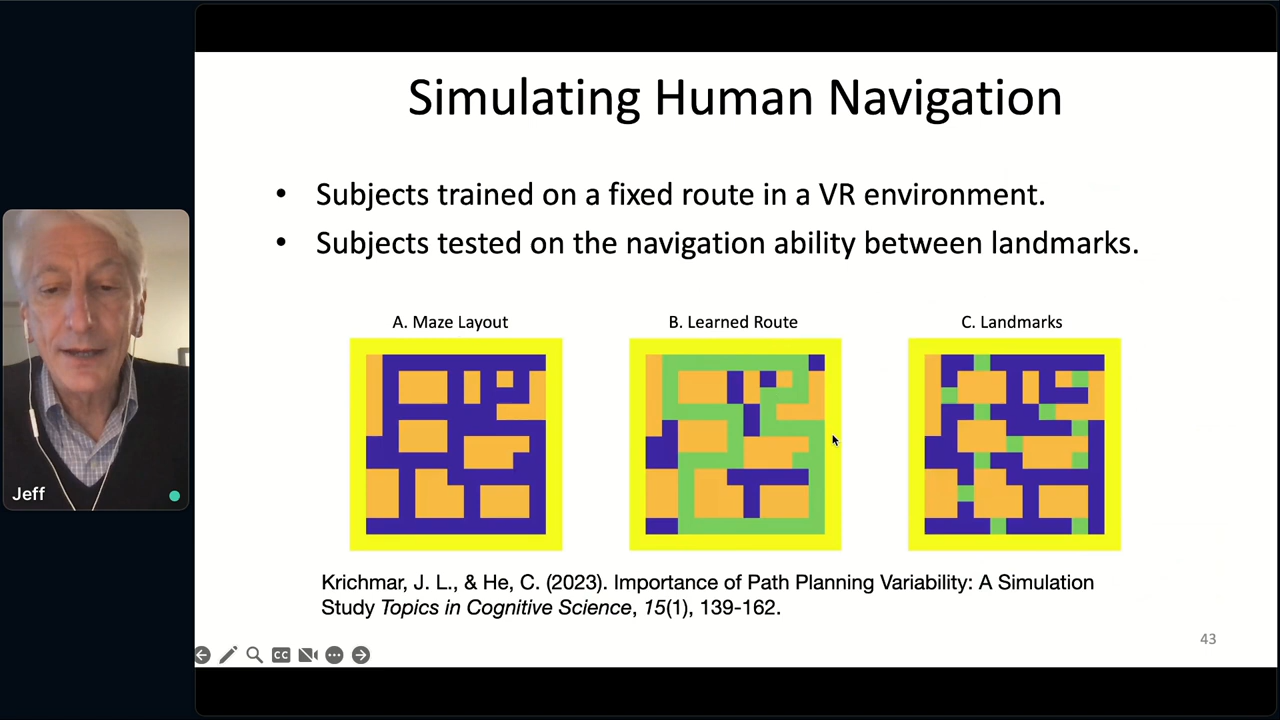 Simulating Human Navigation
• Subjects trained on a fixed route in a VR environment.
• Subjects tested on the navigation ability between landmarks.
A. Maze Layout
B. Learned Route
C. Landmarks
Krichmar, J. L., & He, C. (2023). Importance of Path Planning Variability: A Simulation
Study Topics in Cognitive Science, 15(1), 139-162.
43
Jeff
CC